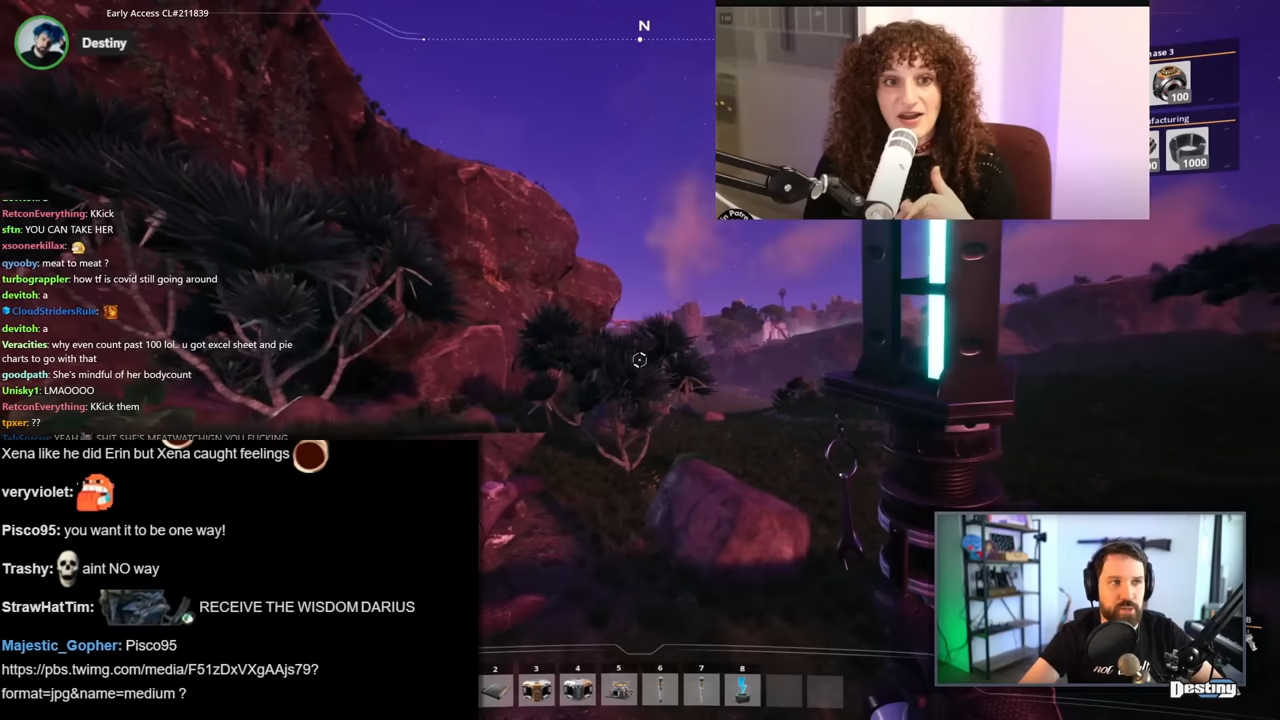 Early Access CL#211839
Destiny
N
hase 3
100
ufacturing
1000
RetconEverything: KKick
sftn: YOU CAN TAKE HER
xsoonerkillax:
qyooby: meat to meat ?
turbograppler: how tf is covid still going around
devitoh: a
CloudStridersRule:
devitoh: a
Veracities: why even count past 100 lol.. u got excel sheet and pie
charts to go with that
goodpath: She's mindful of her bodycount
Unisky1: LMAOOOO
RetconEverything: KKick them
tpxer: ??
Xena like he did Erin but Xena caught feelings
veryviolet:
Pisco95: you want it to be one way!
Trashy: aint NO way
StrawHatTim: RECEIVE THE WISDOM DARIUS
Majestic_Gopher: Pisco95
https://pbs.twimg.com/media/F51zDxVXgAAjs79?
format=jpg&name=medium ?
2 3 4 5 6 7 8
Destiny